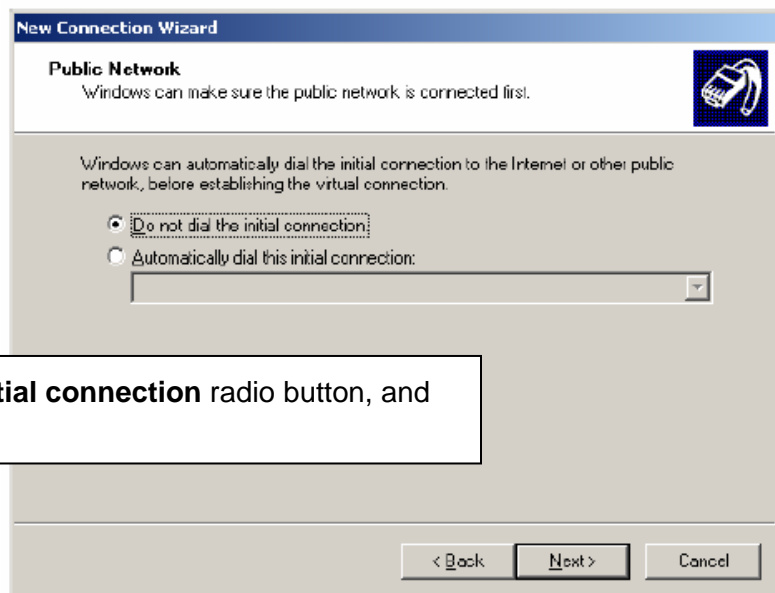 New Connection Wizard
Public Network
Windows can make sure the public network is connected first.
Windows can automatically dial the initial connection to the Internet or other public
network, before establishing the virtual connection.
Do not dial the initial connection
Automatically dial this initial connection:
tial connection radio button, and
< Back
Next >
Cancel